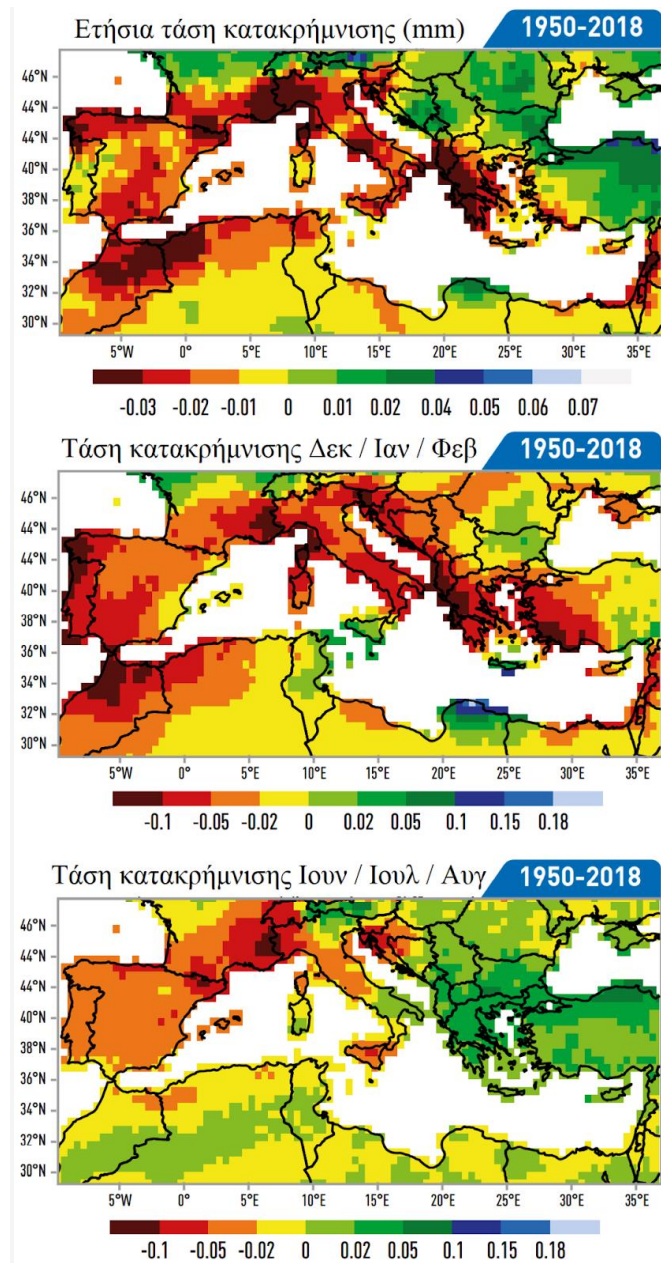 Ετήσια τάση κατακρήμνισης (mm) 1950-2018
46°N
44°N
42°N
40°N
38°N
36°N
34°N
32°N
30°N
5°W 0° 5°E 10°E 15°E 20°E 25°E 30°E 35°E
-0.03 -0.02 -0.01 0 0.01 0.02 0.04 0.05 0.06 0.07
Τάση κατακρήμνισης Δεκ / Ιαν / Φεβ 1950-2018
46°N
44°N
42°N
40°N
38°N
36°N
34°N
32°N
30°N
5°W 0° 5°E 10°E 15°E 20°E 25°E 30°E 35°E
-0.1 -0.05 -0.02 0 0.02 0.05 0.1 0.15 0.18
Τάση κατακρήμνισης Ιουν / Ιουλ / Αυγ 1950-2018
46°N
44°N
42°N
40°N
38°N
36°N
34°N
32°N
30°N
5°W 0° 5°E 10°E 15°E 20°E 25°E 30°E 35°E
-0.1 -0.05 -0.02 0 0.02 0.05 0.1 0.15 0.18